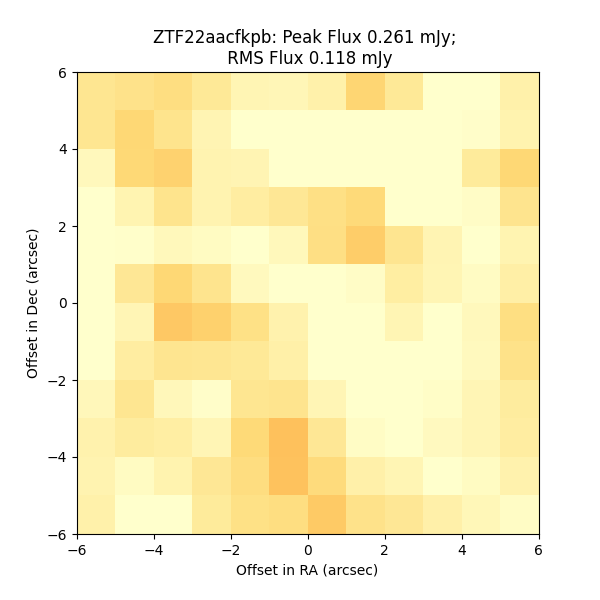 ZTF22aacfkpb: Peak Flux 0.261 mJy;
RMS Flux 0.118 mJy
6
4
2
0
−2
−4
−6
Offset in Dec (arcsec)
−6 −4 −2 0 2 4 6
Offset in RA (arcsec)